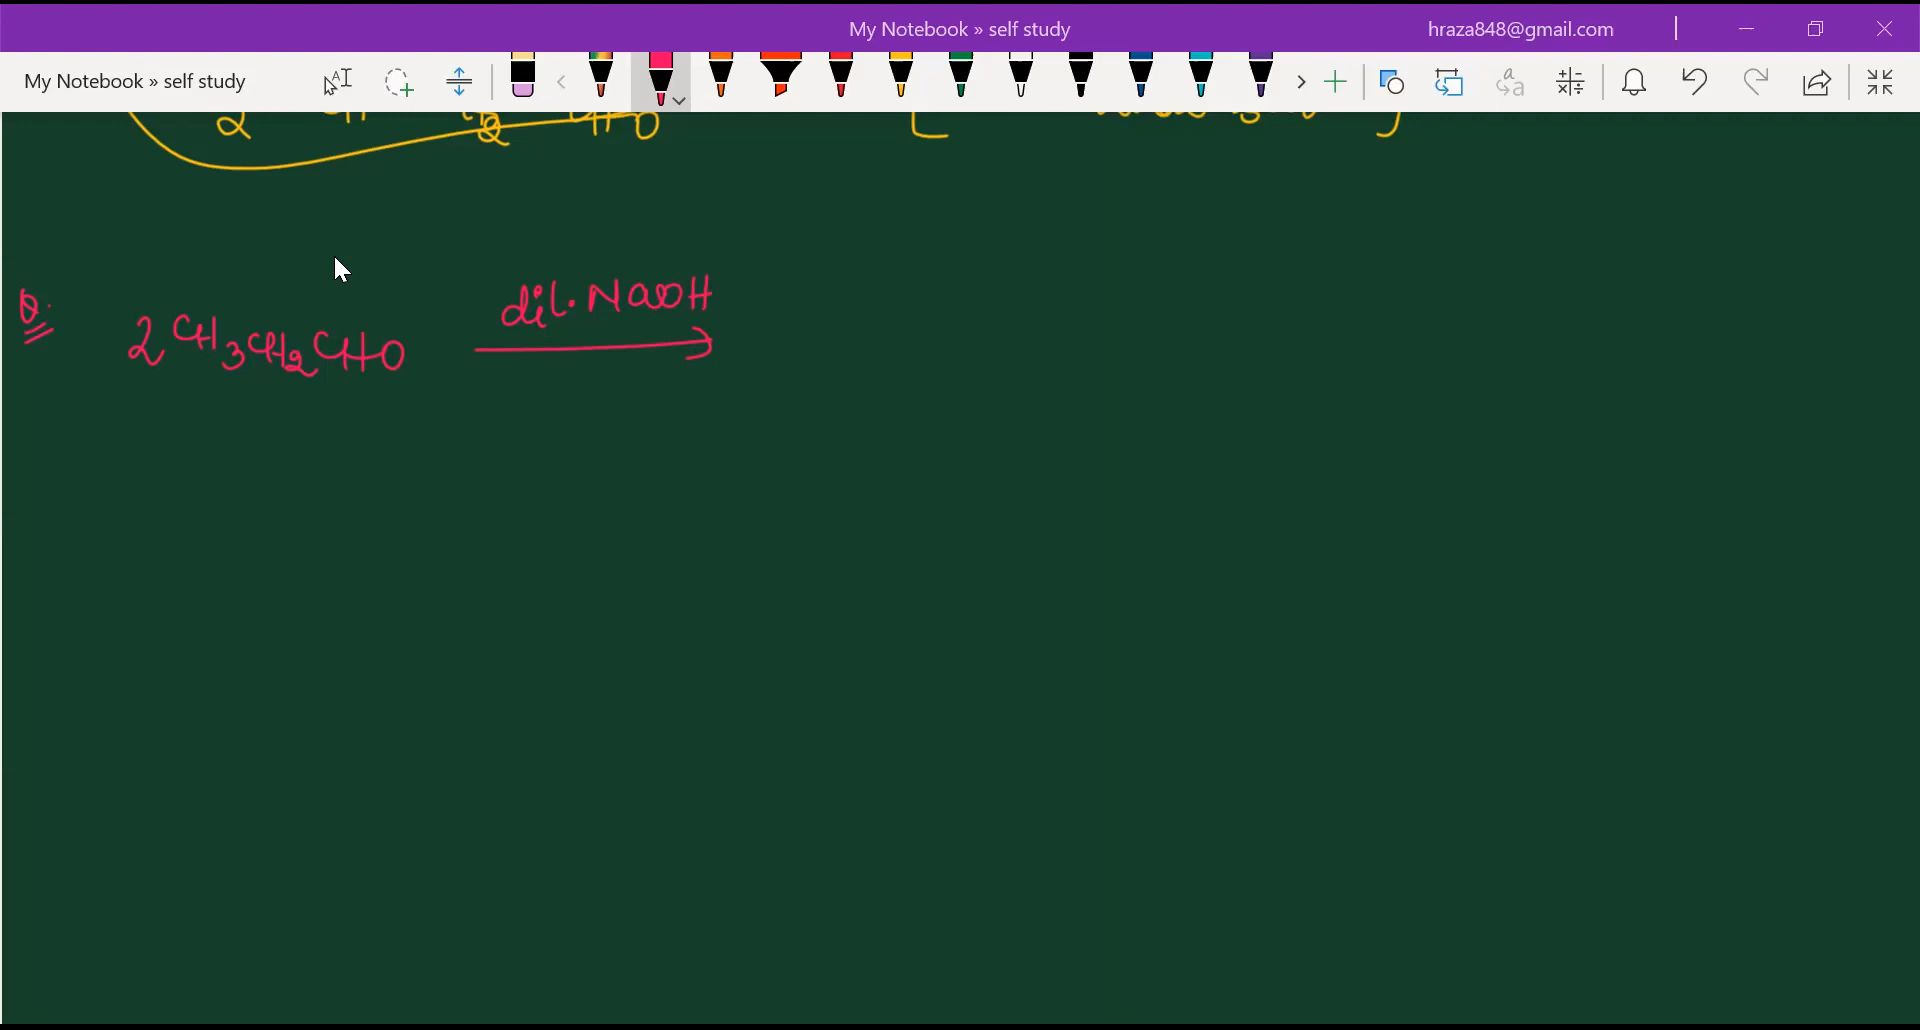 My Notebook » self study
hraza848@gmail.com
My Notebook » self study
Q. 2CH3CH2CHO dil. NaOH